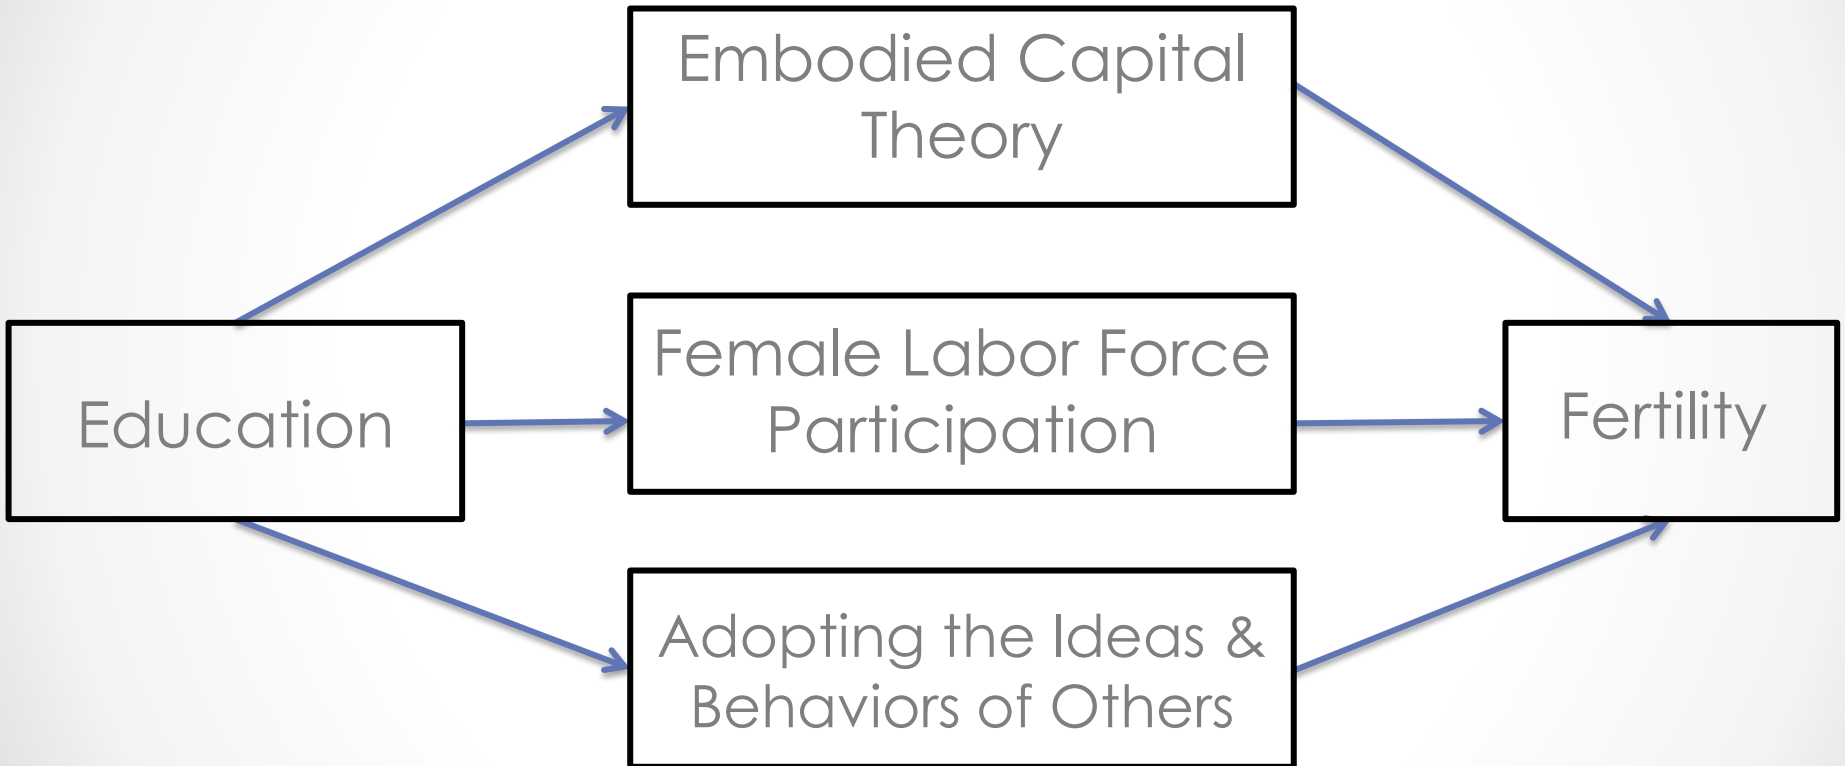 Embodied Capital
Theory
Education
Female Labor Force
Participation
Fertility
Adopting the Ideas &
Behaviors of Others